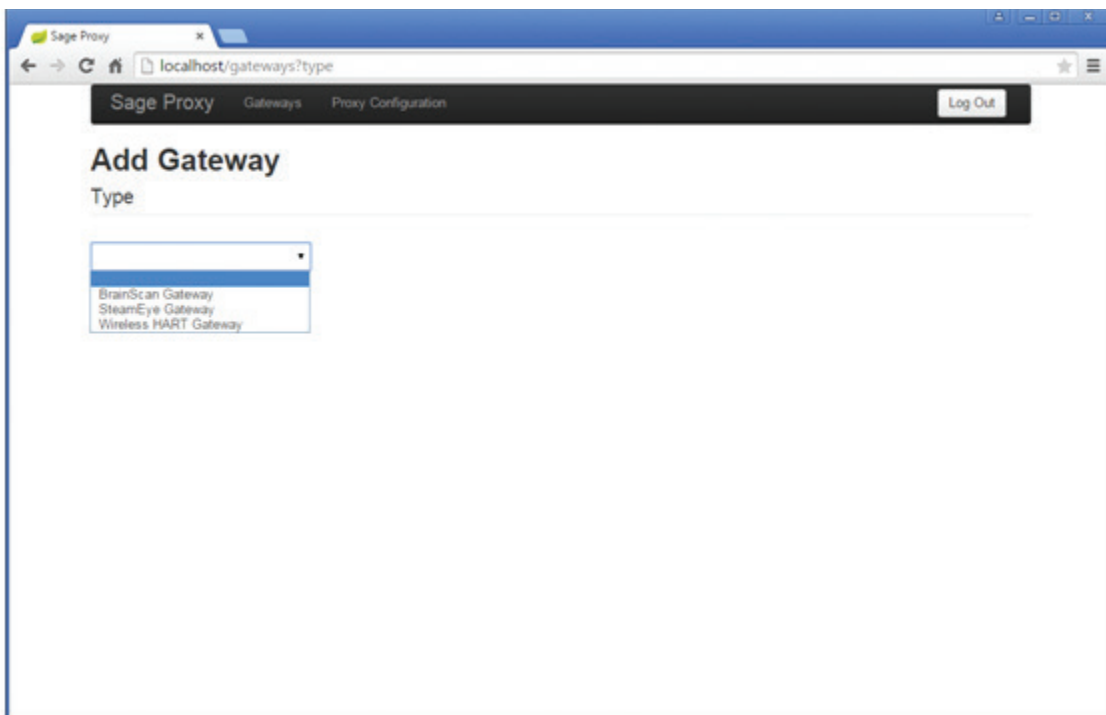 Sage Proxy
localhost/gateways?type
Sage Proxy Gateways Proxy Configuration Log Out
Add Gateway
Type
BrainScan Gateway
SteamEye Gateway
Wireless HART Gateway